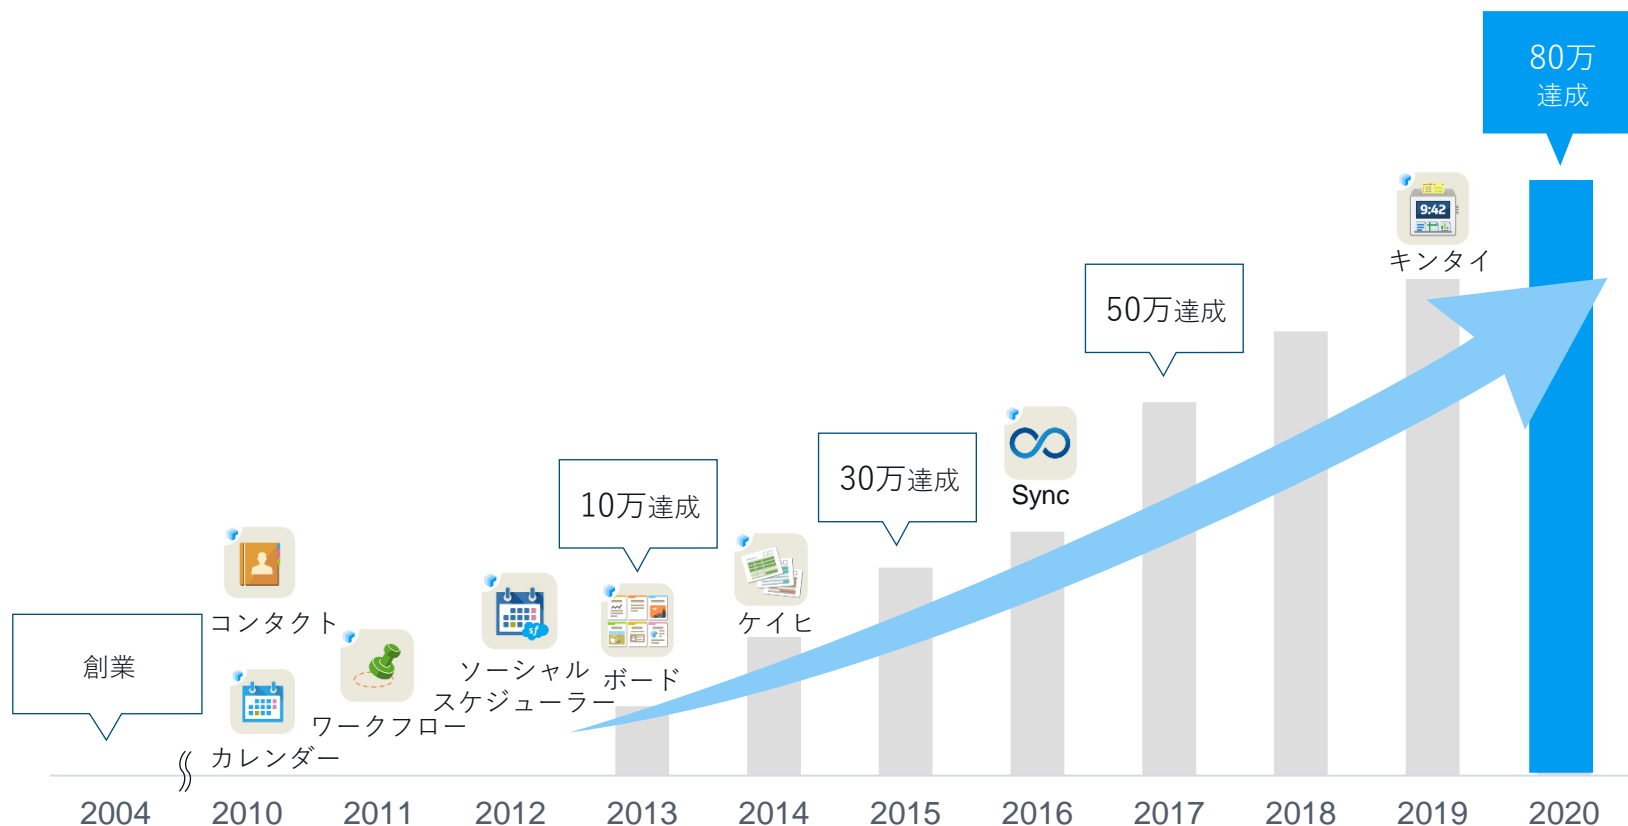 80万
達成
9:42
キンタイ
50万達成
Sync
30万達成
10万達成
ケイヒ
コンタクト
ソーシャル
スケジューラー
sf
ボード
創業
ワークフロー
カレンダー
2004 2010 2011 2012 2013 2014 2015 2016 2017 2018 2019 2020